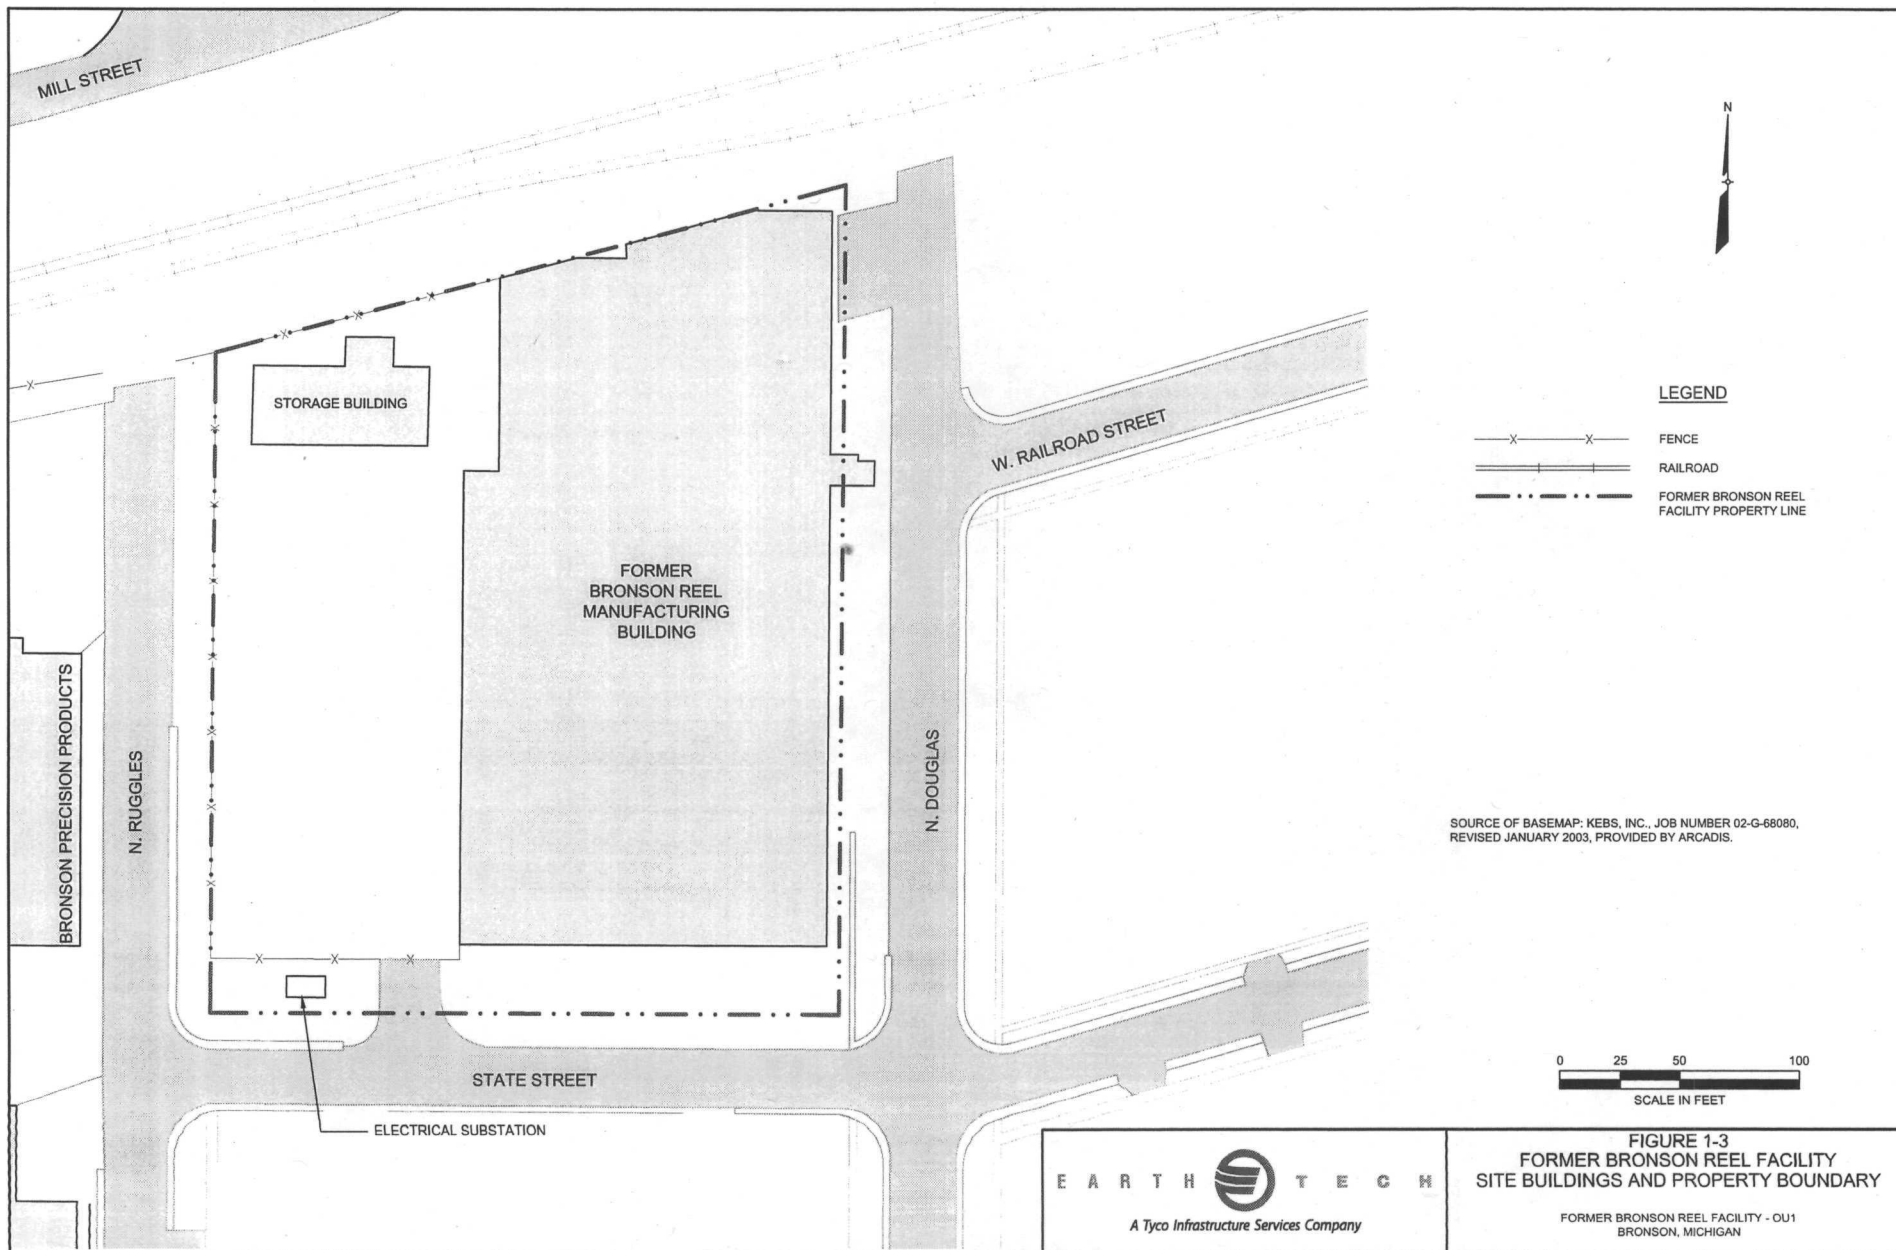 MILL STREET
N
STORAGE BUILDING
W. RAILROAD STREET
LEGEND
X X FENCE
RAILROAD
FORMER BRONSON REEL
FACILITY PROPERTY LINE
FORMER
BRONSON REEL
MANUFACTURING
BUILDING
BRONSON PRECISION PRODUCTS
N. RUGGLES
N. DOUGLAS
SOURCE OF BASEMAP: KEBS, INC., JOB NUMBER 02-G-68080,
REVISED JANUARY 2003, PROVIDED BY ARCADIS.
STATE STREET
ELECTRICAL SUBSTATION
0 25 50 100
SCALE IN FEET
EARTH TECH
A Tyco Infrastructure Services Company
FIGURE 1-3
FORMER BRONSON REEL FACILITY
SITE BUILDINGS AND PROPERTY BOUNDARY
FORMER BRONSON REEL FACILITY - OU1
BRONSON, MICHIGAN